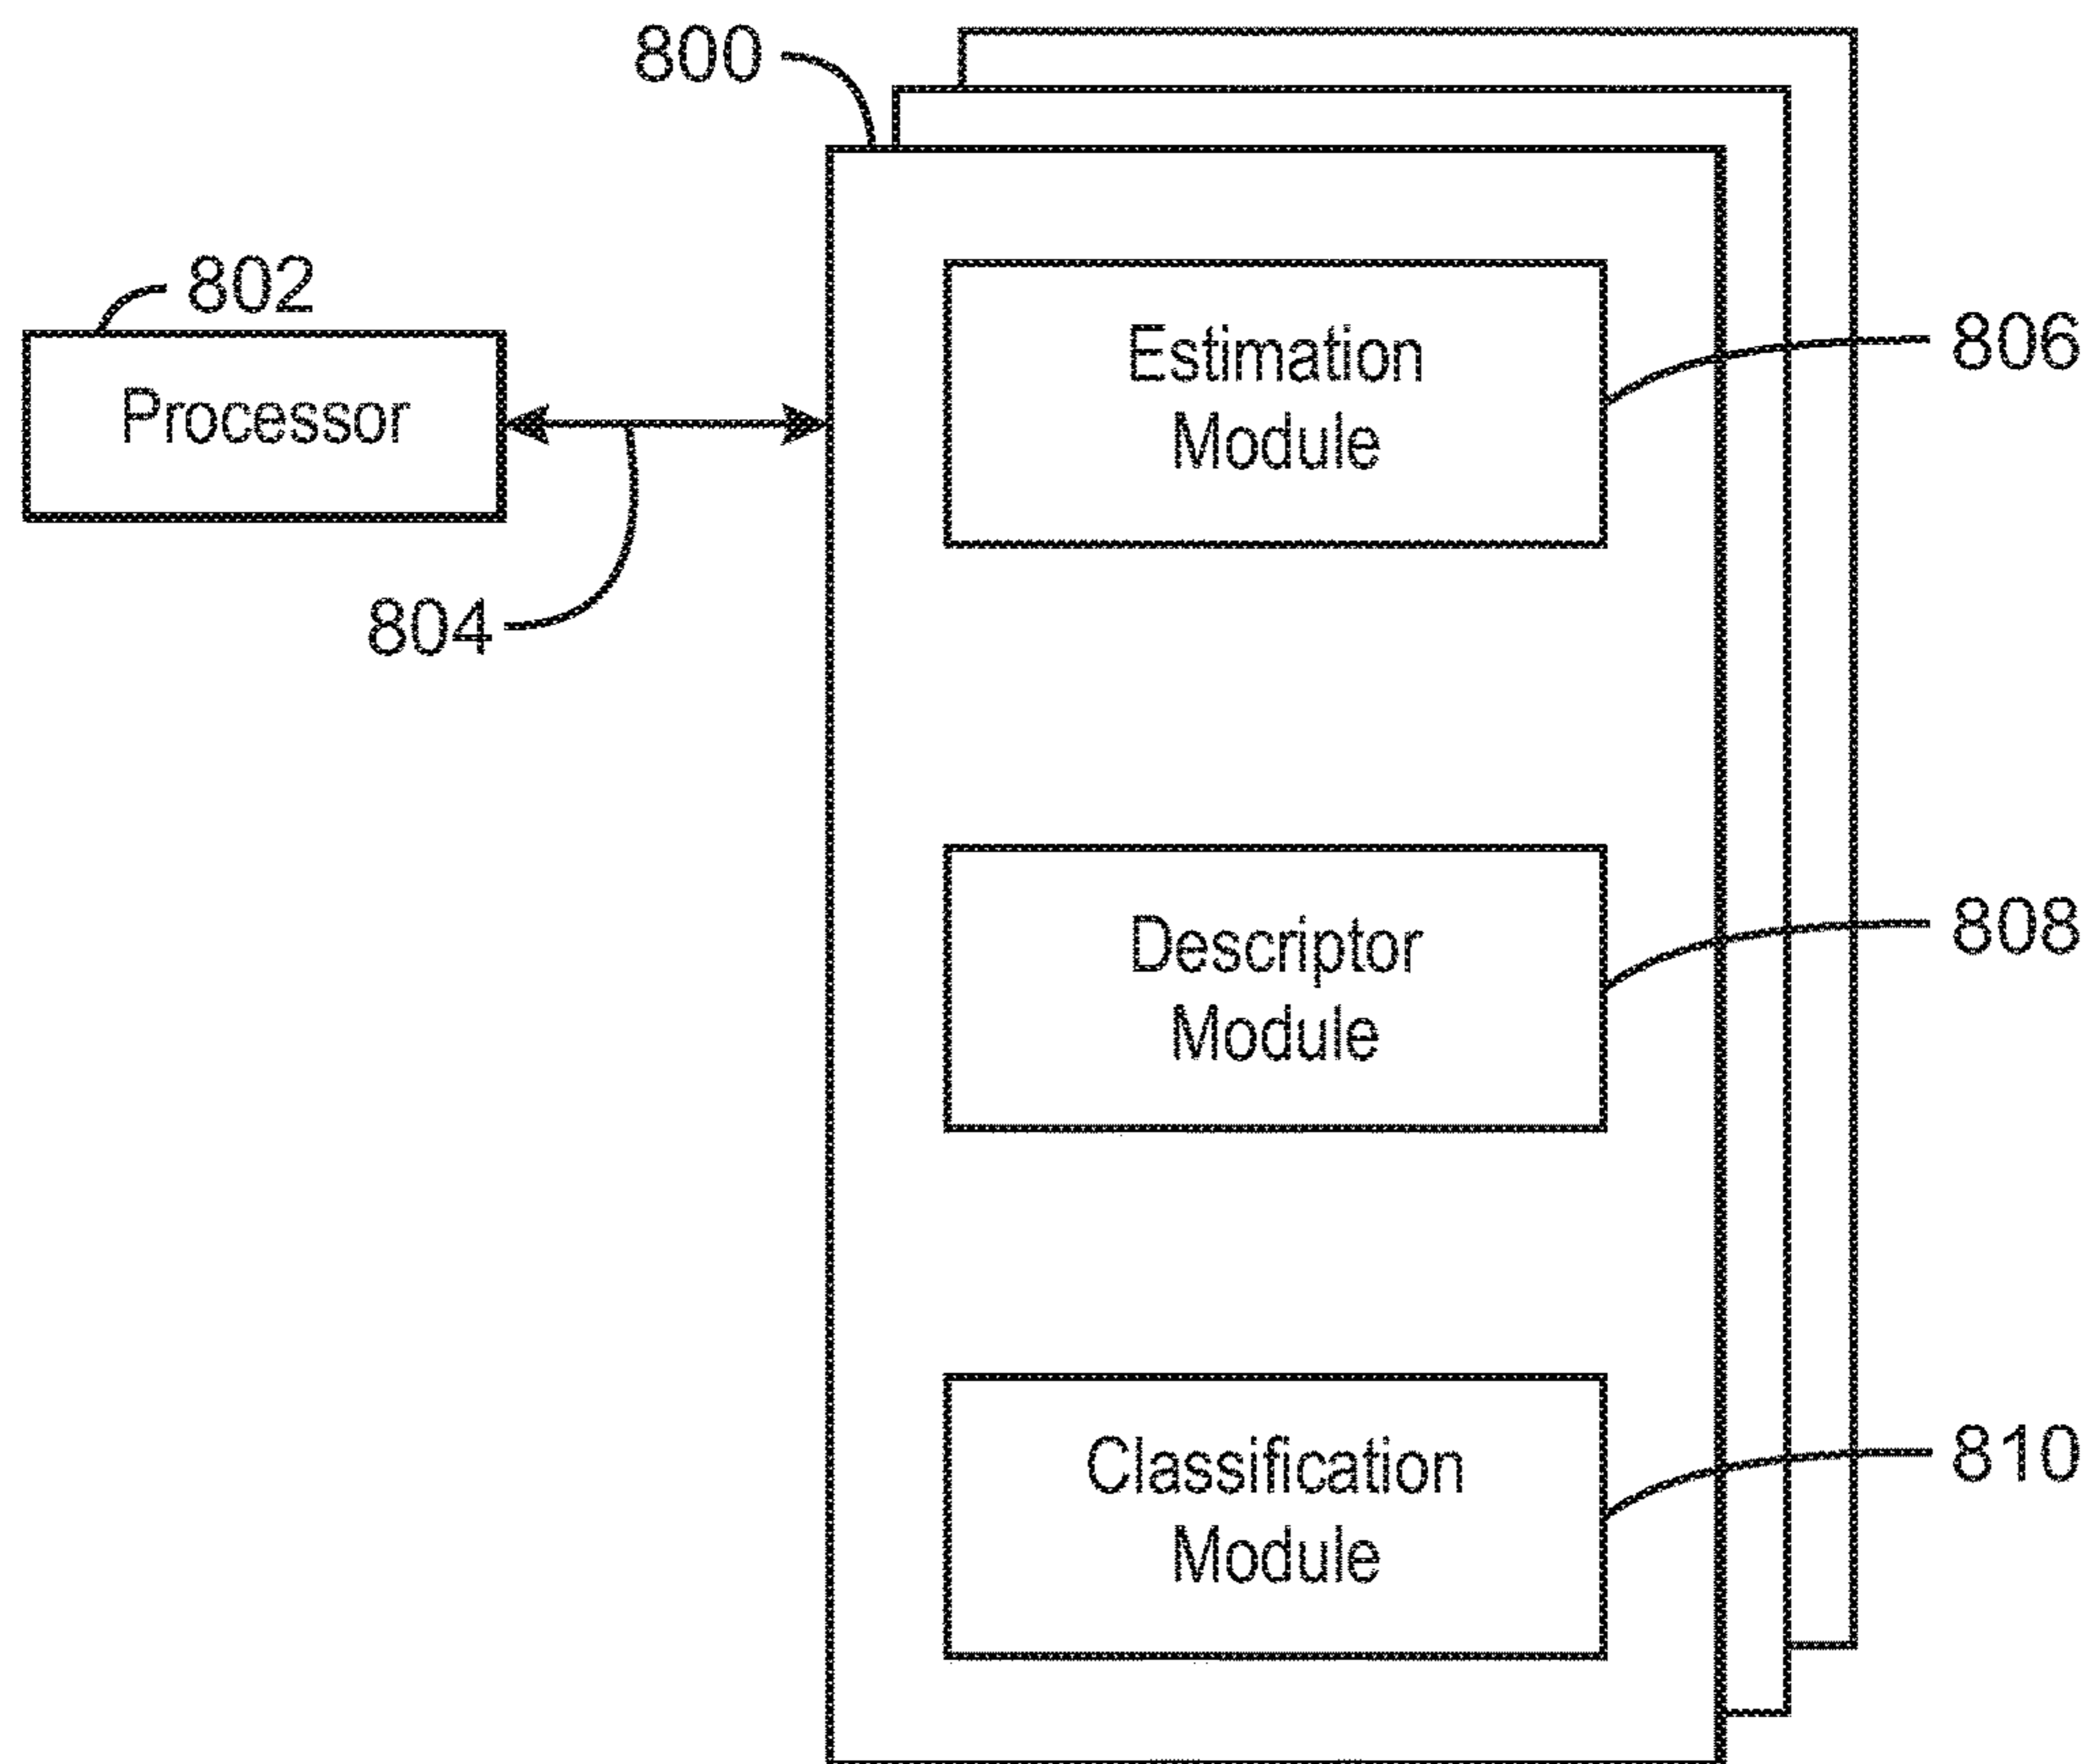 800
802
Processor
804
Estimation
Module
806
Descriptor
Module
808
Classification
Module
810